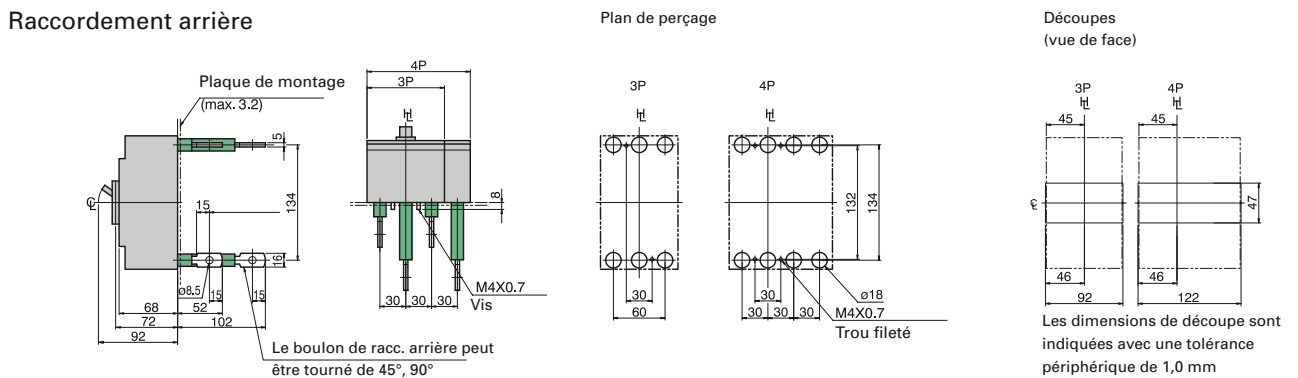 Raccordement arrière
Plaque de montage
(max. 3.2)
5
134
15
16
ø8.5
15
15
68
52
72
102
92
Le boulon de racc. arrière peut
être tourné de 45°, 90°
4P
3P
8
30
30
30
M4X0.7
Vis
Plan de perçage
3P
4P
132
134
30
60
30
30
30
30
ø18
M4X0.7
Trou fileté
Découpes
(vue de face)
3P
4P
45
45
47
46
46
92
122
Les dimensions de découpe sont
indiquées avec une tolérance
périphérique de 1,0 mm